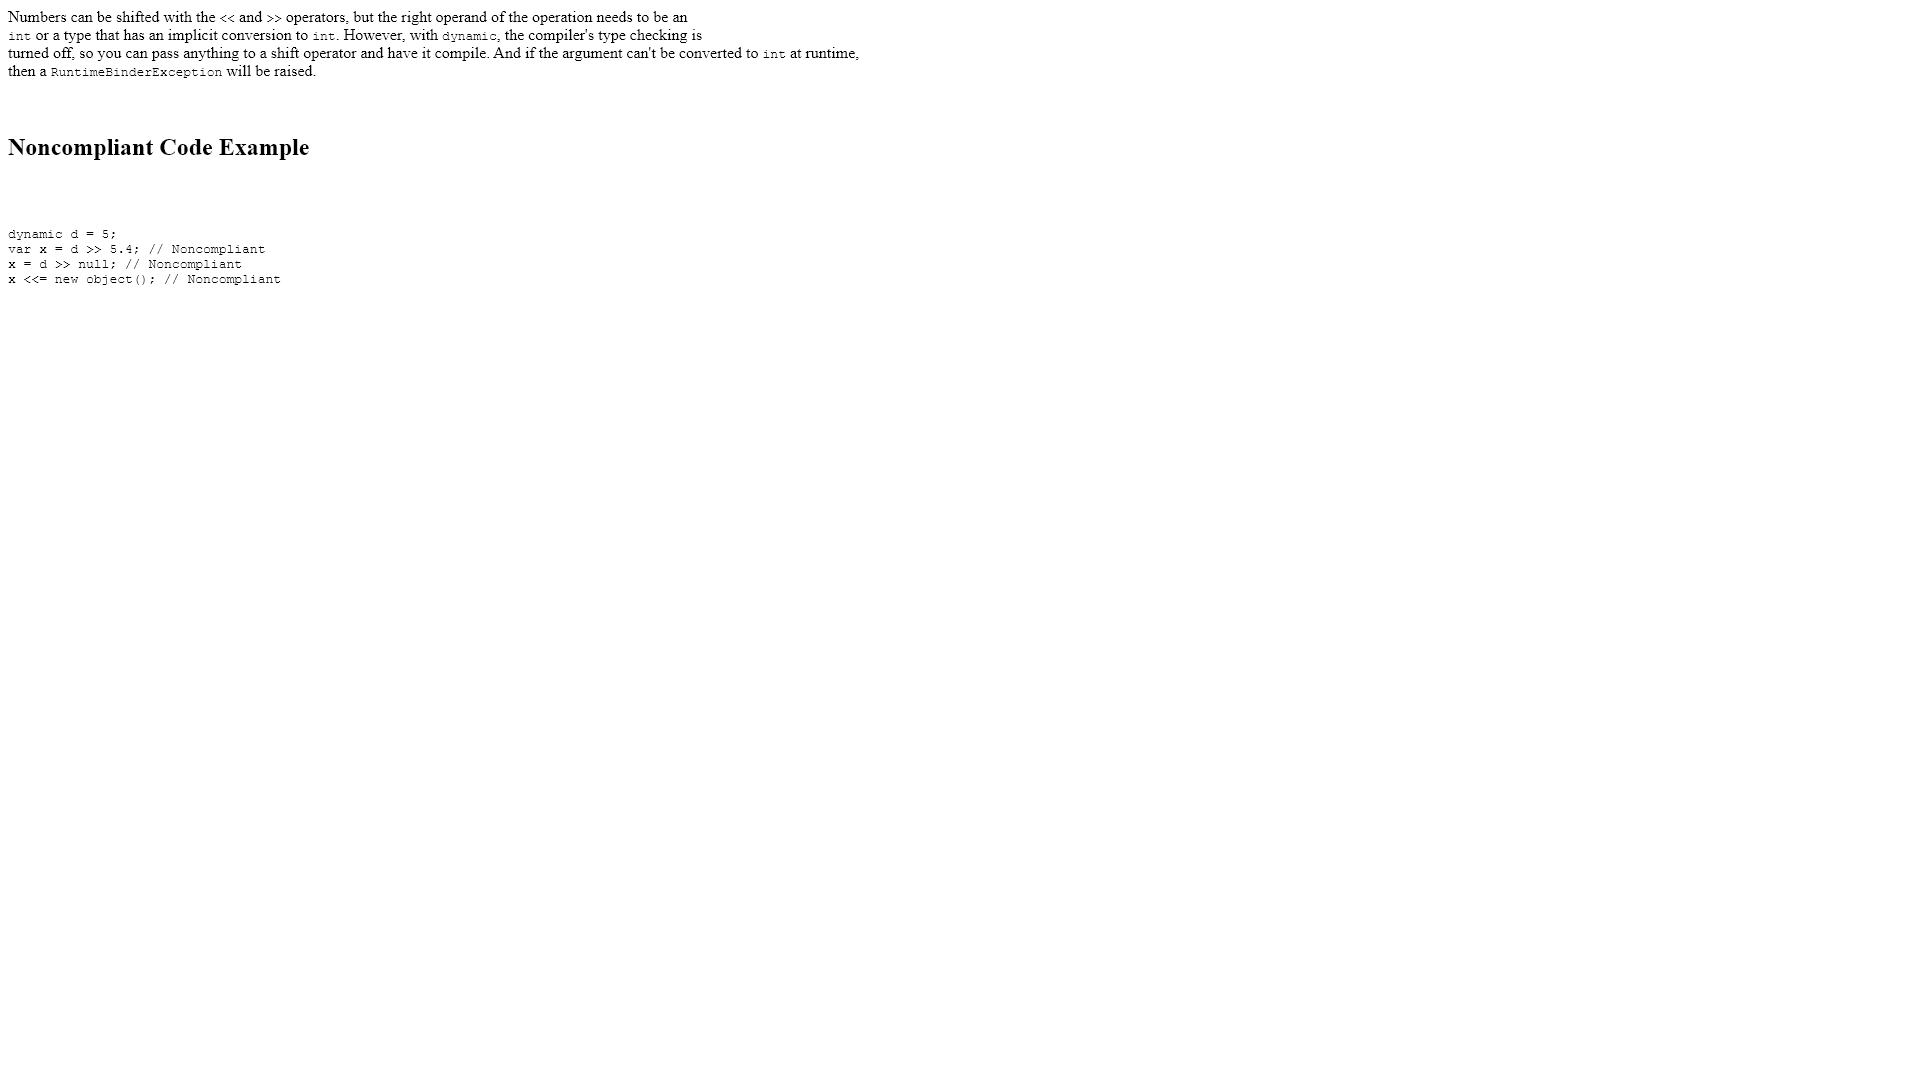 Numbers can be shifted with the << and >> operators, but the right operand of the operation needs to be an
int or a type that has an implicit conversion to int. However, with dynamic, the compiler's type checking is
turned off, so you can pass anything to a shift operator and have it compile. And if the argument can't be converted to int at runtime,
then a RuntimeBinderException will be raised.
Noncompliant Code Example
dynamic d = 5;
var x = d >> 5.4; // Noncompliant
x = d >> null; // Noncompliant
x <<= new object(); // Noncompliant